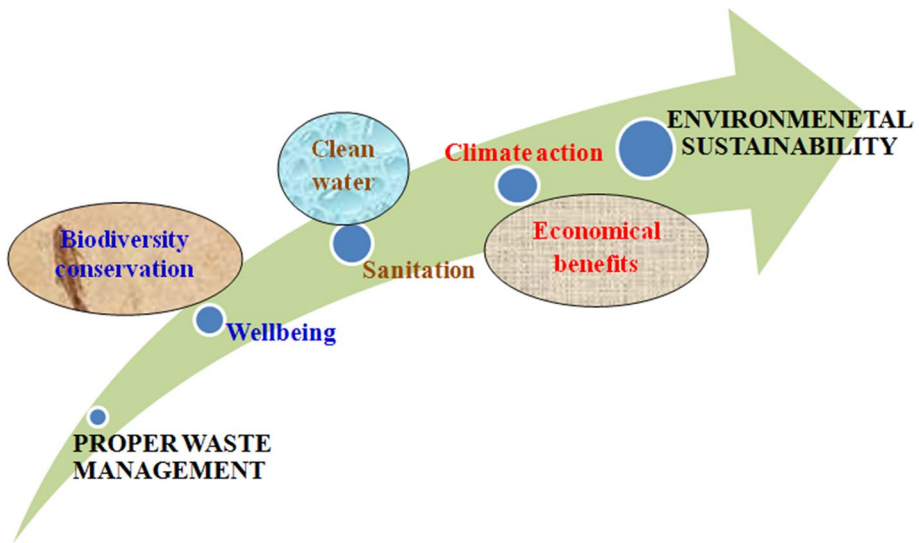 PROPER WASTE
MANAGEMENT
Biodiversity
conservation
Wellbeing
Clean
water
Sanitation
Climate action
Economical
benefits
ENVIRONMENETAL
SUSTAINABILITY